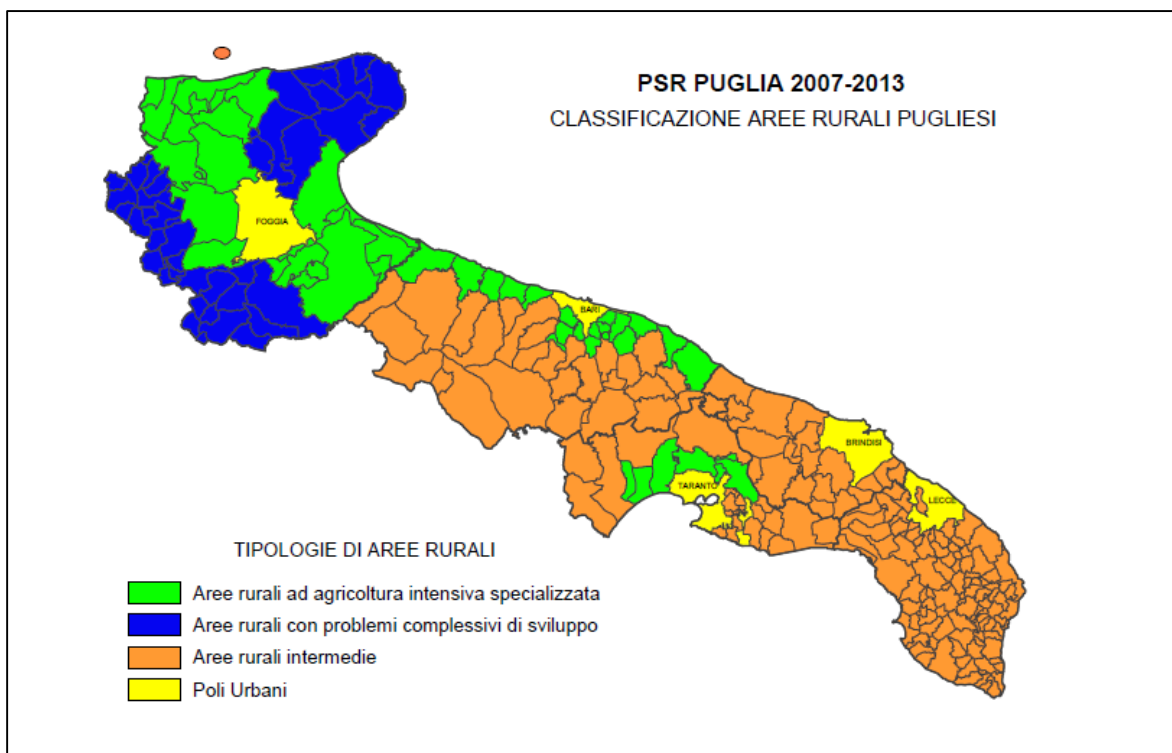 PSR PUGLIA 2007-2013
CLASSIFICAZIONE AREE RURALI PUGLIESI
FOGGIA
BARI
BRINDISI
TARANTO
LECCE
TIPOLOGIE DI AREE RURALI
Aree rurali ad agricoltura intensiva specializzata
Aree rurali con problemi complessivi di sviluppo
Aree rurali intermedie
Poli Urbani